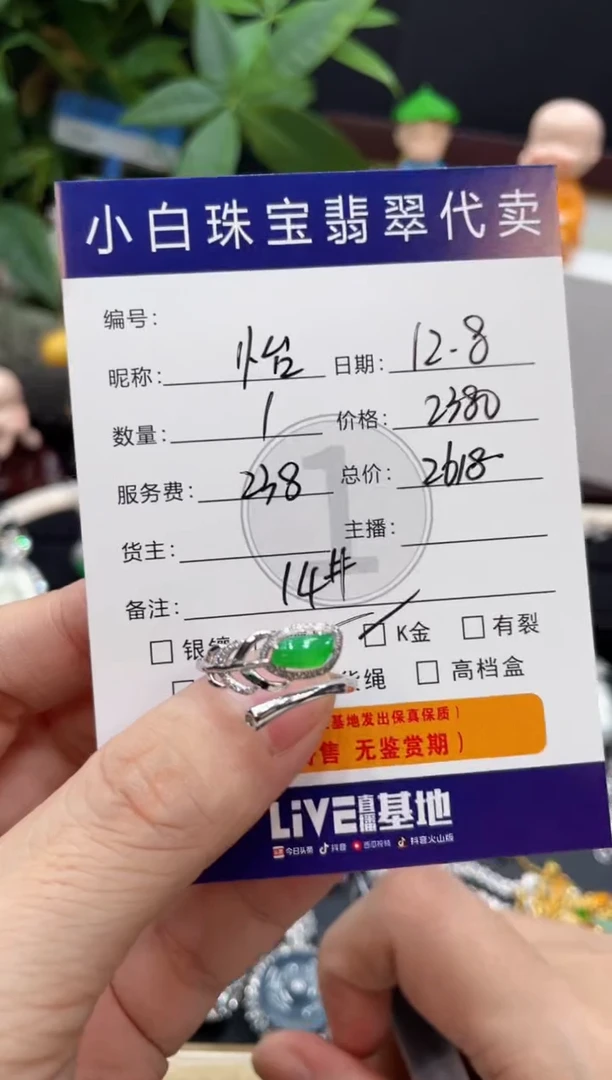 小白珠宝翡翠代卖
编号：
昵称： 怡 日期： 12-8
数量： 1 价格： 2380
服务费： 238 总价： 2618
货主： 主播：
备注： 14#
□ 银镶 □ K金 □ 有裂
绳 □ 高档盒
基地发出保真保质）
售 无鉴赏期）
LiVE直播基地
今日头条 抖音 西瓜视频 抖音火山版